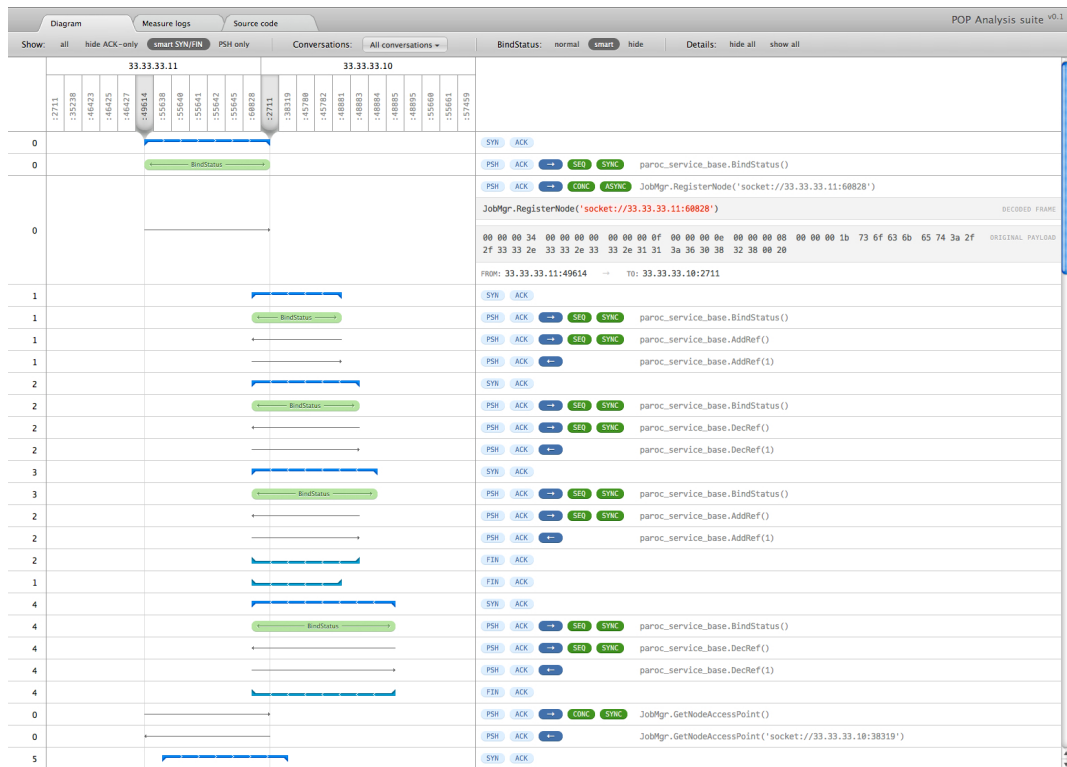 Diagram Measure logs Source code POP Analysis suite v0.1
Show: all hide ACK-only smart SYN/FIN PSH only Conversations: All conversations BindStatus: normal smart hide Details: hide all show all
33.33.33.11 33.33.33.10
:2711 :35238 :46423 :46425 :46427 :49614 :55638 :55640 :55641 :55642 :55645 :60828 :2711 :38319 :45780 :45782 :48881 :48883 :48884 :48885 :48895 :55660 :55661 :57459
0 SYN ACK
0 BindStatus PSH ACK → SEQ SYNC paroc_service_base.BindStatus()
PSH ACK → CONC ASYNC JobMgr.RegisterNode('socket://33.33.33.11:60828')
JobMgr.RegisterNode('socket://33.33.33.11:60828') DECODED FRAME
0
00 00 00 34 00 00 00 00 00 00 00 0f 00 00 00 0e 00 00 00 08 00 00 00 1b 73 6f 63 6b 65 74 3a 2f ORIGINAL PAYLOAD
2f 33 33 2e 33 33 2e 33 33 2e 31 31 3a 36 30 38 32 38 00 20
FROM: 33.33.33.11:49614 → TO: 33.33.33.10:2711
1 SYN ACK
1 BindStatus PSH ACK → SEQ SYNC paroc_service_base.BindStatus()
1 PSH ACK → SEQ SYNC paroc_service_base.AddRef()
1 PSH ACK ← paroc_service_base.AddRef(1)
2 SYN ACK
2 BindStatus PSH ACK → SEQ SYNC paroc_service_base.BindStatus()
2 PSH ACK → SEQ SYNC paroc_service_base.DecRef()
2 PSH ACK ← paroc_service_base.DecRef(1)
3 SYN ACK
3 BindStatus PSH ACK → SEQ SYNC paroc_service_base.BindStatus()
2 PSH ACK → SEQ SYNC paroc_service_base.AddRef()
2 PSH ACK ← paroc_service_base.AddRef(1)
2 FIN ACK
1 FIN ACK
4 SYN ACK
4 BindStatus PSH ACK → SEQ SYNC paroc_service_base.BindStatus()
4 PSH ACK → SEQ SYNC paroc_service_base.DecRef()
4 PSH ACK ← paroc_service_base.DecRef(1)
4 FIN ACK
0 PSH ACK → CONC SYNC JobMgr.GetNodeAccessPoint()
0 PSH ACK ← JobMgr.GetNodeAccessPoint('socket://33.33.33.10:38319')
5 SYN ACK